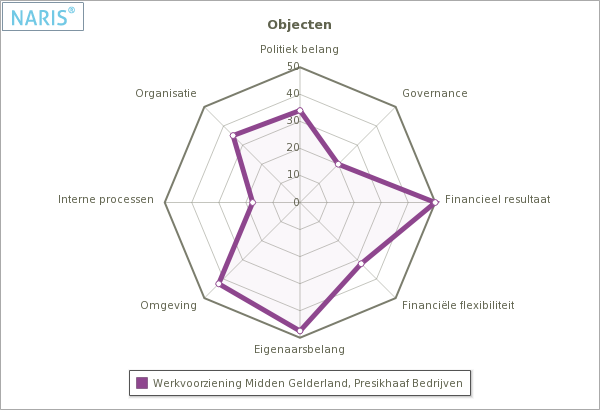 NARIS®
Objecten
Politiek belang
50
Organisatie
Governance
40
30
20
10
Interne processen
0
Financieel resultaat
Omgeving
Financiële flexibiliteit
Eigenaarsbelang
Werkvoorziening Midden Gelderland, Presikhaaf Bedrijven